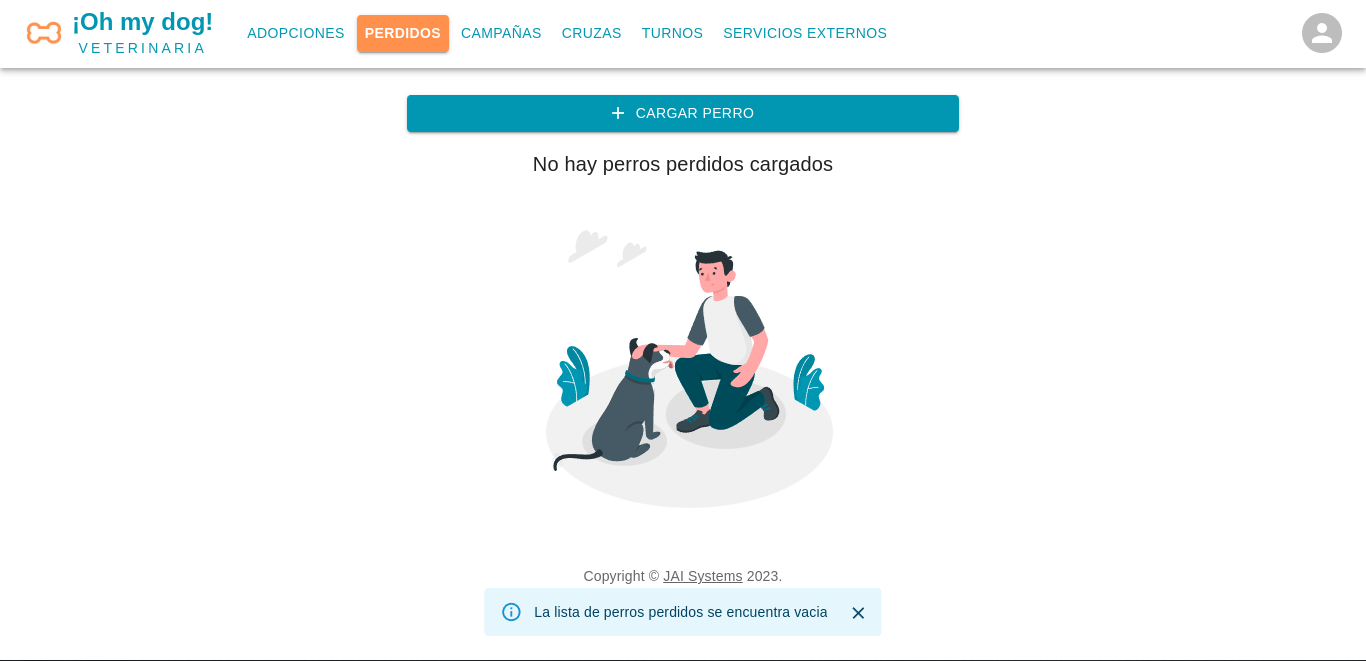 ¡Oh my dog!
VETERINARIA
ADOPCIONES
PERDIDOS
CAMPAÑAS
CRUZAS
TURNOS
SERVICIOS EXTERNOS
CARGAR PERRO
No hay perros perdidos cargados
Copyright © JAI Systems 2023.
La lista de perros perdidos se encuentra vacia